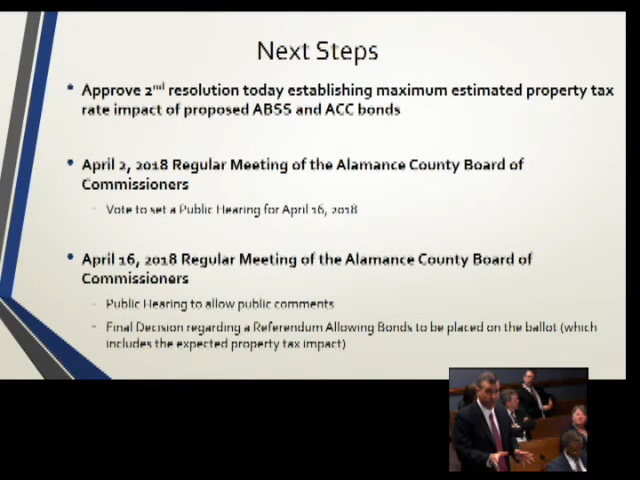 Next Steps
Approve 2nd resolution today establishing maximum estimated property tax
rate impact of proposed ABSS and ACC bonds
April 2, 2018 Regular Meeting of the Alamance County Board of
Commissioners
Vote to set a Public Hearing for April 16, 2018
April 16, 2018 Regular Meeting of the Alamance County Board of
Commissioners
Public Hearing to allow public comments
Final Decision regarding a Referendum Allowing Bonds to be placed on the ballot (which
includes the expected property tax impact)